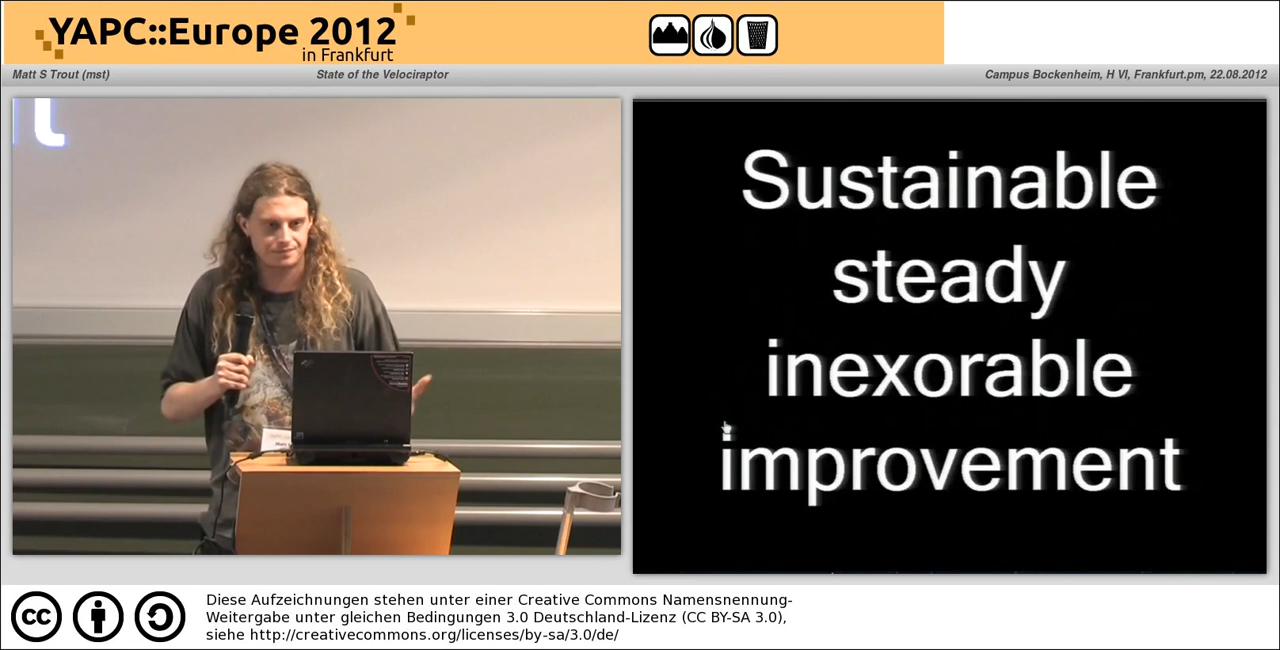 YAPC::Europe 2012
in Frankfurt
Matt S Trout (mst)
State of the Velociraptor
Campus Bockenheim, H VI, Frankfurt.pm, 22.08.2012
Sustainable
steady
inexorable
improvement
cc
Diese Aufzeichnungen stehen unter einer Creative Commons Namensnennung-
Weitergabe unter gleichen Bedingungen 3.0 Deutschland-Lizenz (CC BY-SA 3.0),
siehe http://creativecommons.org/licenses/by-sa/3.0/de/